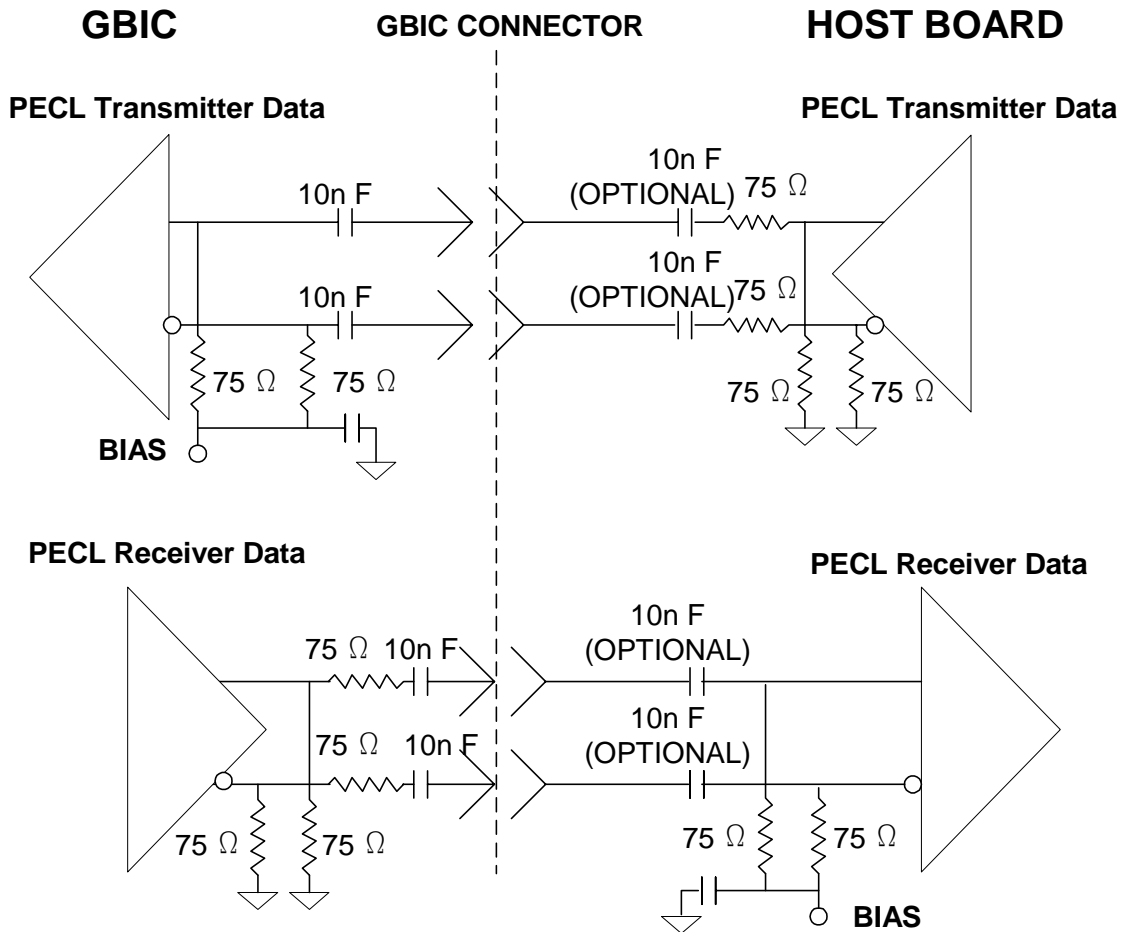 GBIC
GBIC CONNECTOR
HOST BOARD
PECL Transmitter Data
PECL Transmitter Data
10n F
10n F
(OPTIONAL)
75 Ω
10n F
10n F
(OPTIONAL)
75 Ω
75 Ω
75 Ω
75 Ω
75 Ω
BIAS
PECL Receiver Data
PECL Receiver Data
75 Ω
10n F
10n F
(OPTIONAL)
75 Ω
10n F
10n F
(OPTIONAL)
75 Ω
75 Ω
75 Ω
75 Ω
BIAS